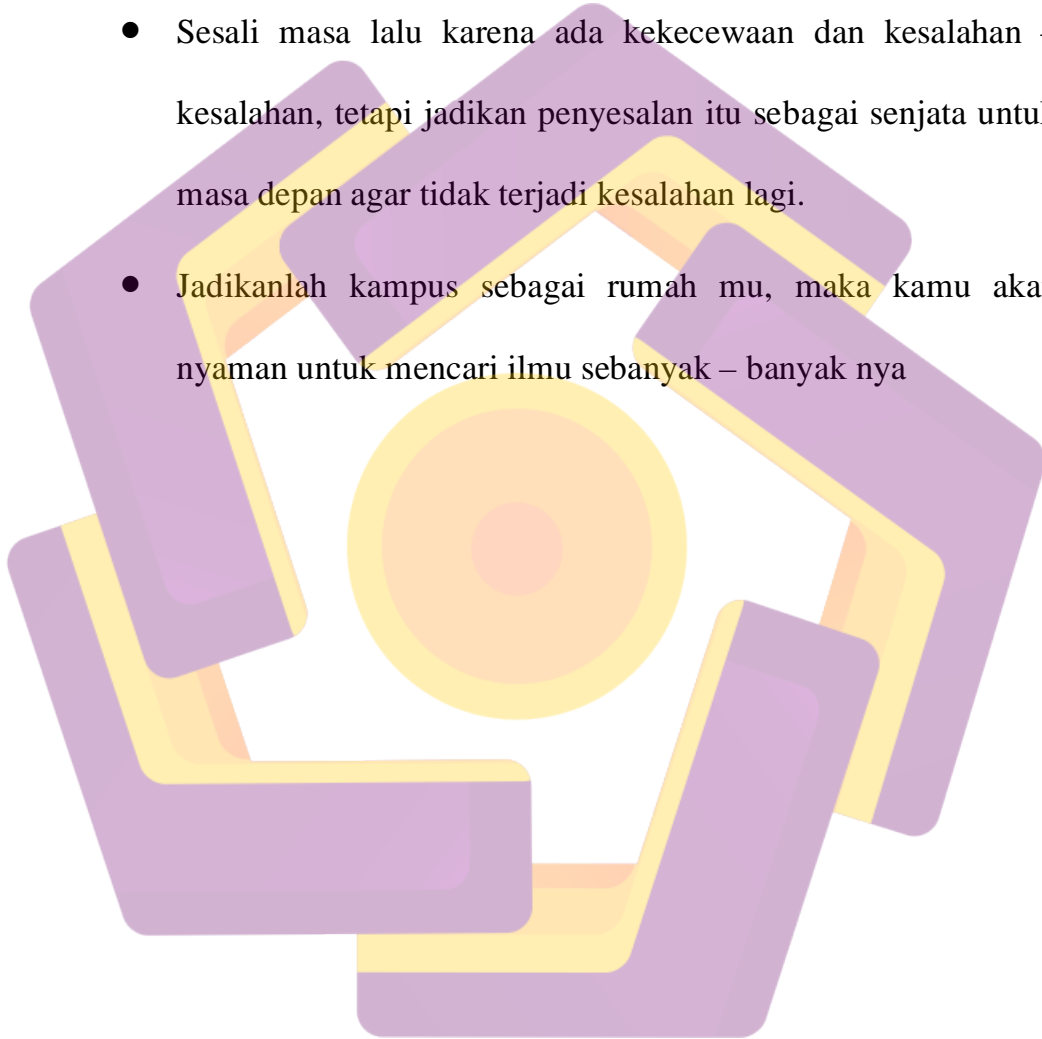 ● Sesali masa lalu karena ada kekecewaan dan kesalahan -
kesalahan, tetapi jadikan penyesalan itu sebagai senjata untuk
masa depan agar tidak terjadi kesalahan lagi.
● Jadikanlah kampus sebagai rumah mu, maka kamu aka
nyaman untuk mencari ilmu sebanyak – banyak nya